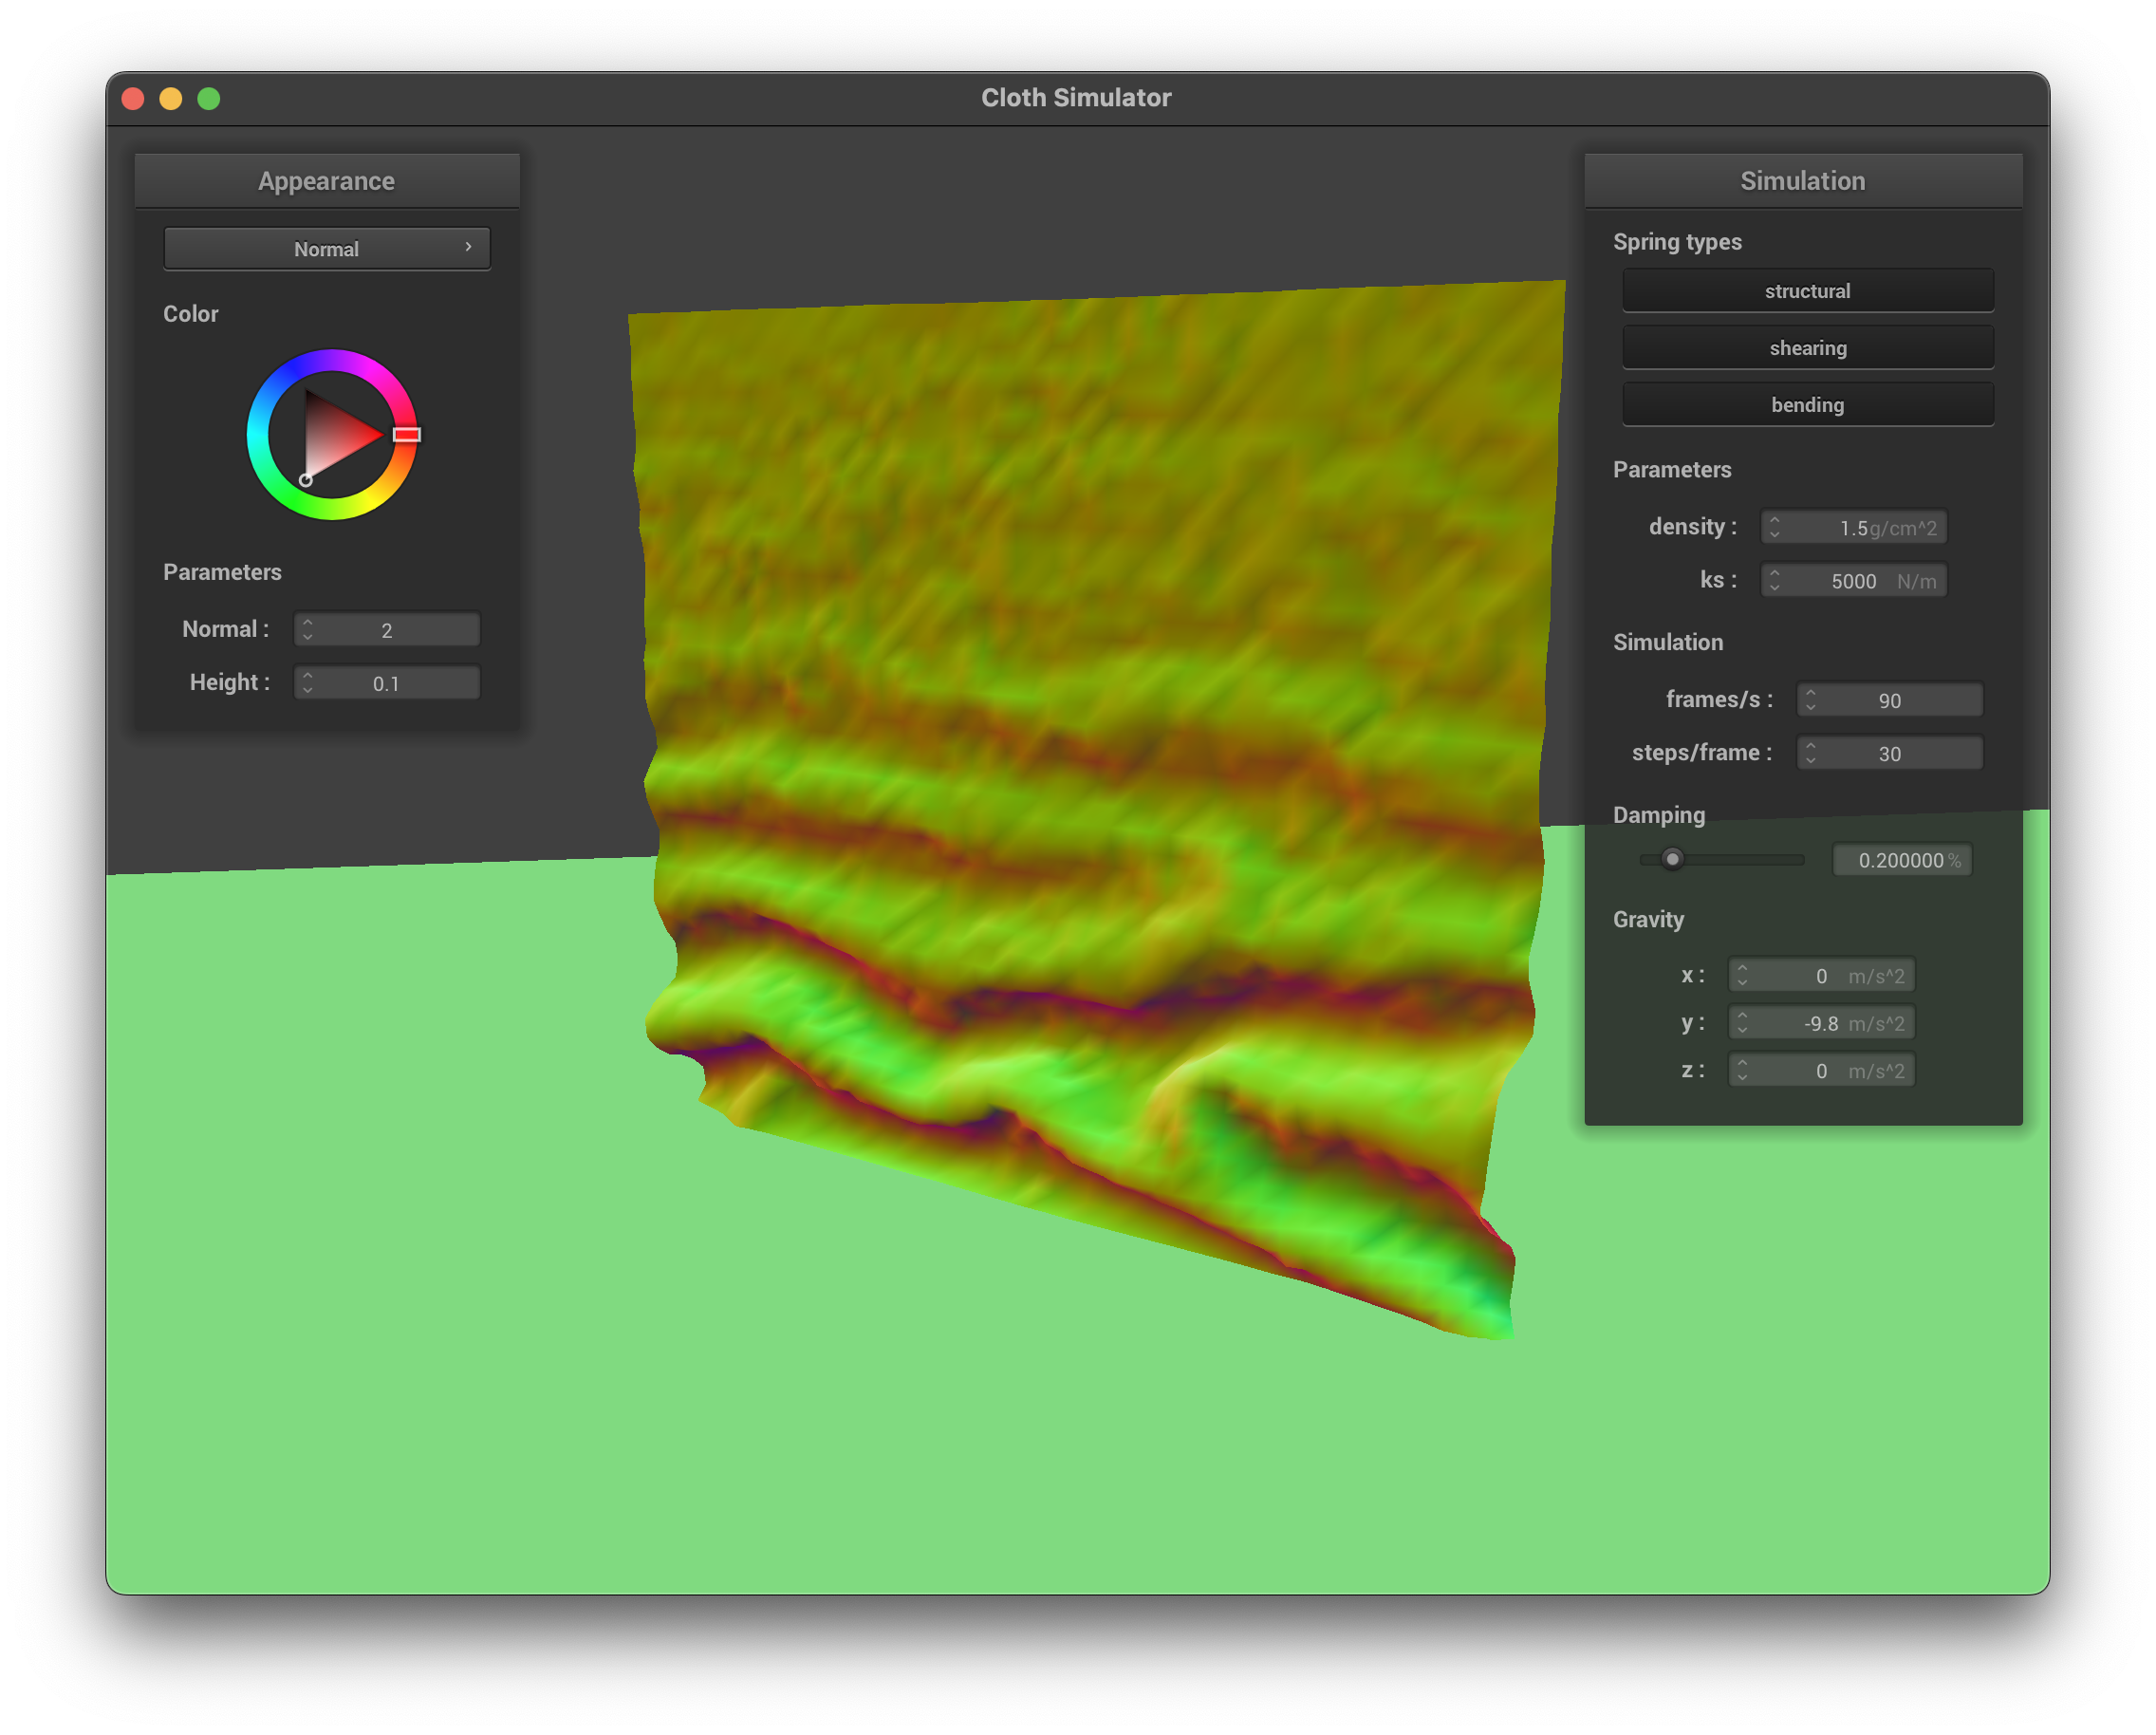 Cloth Simulator
Appearance
Normal
Color
Parameters
Normal : 2
Height : 0.1
Simulation
Spring types
structural
shearing
bending
Parameters
density : 1.5 g/cm^2
ks : 5000 N/m
Simulation
frames/s : 90
steps/frame : 30
Damping
0.200000 %
Gravity
x : 0 m/s^2
y : -9.8 m/s^2
z : 0 m/s^2